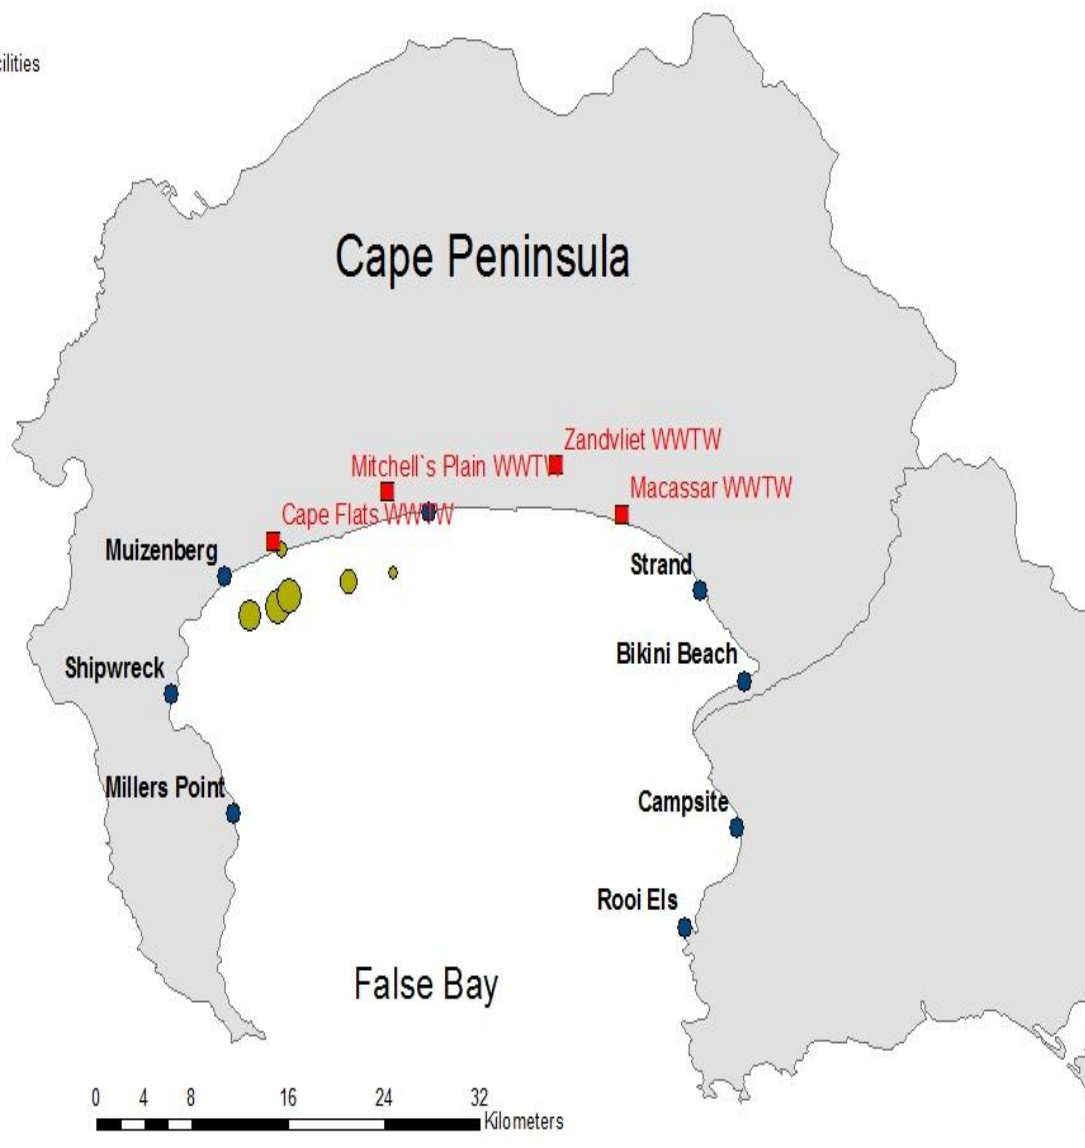 Cape Peninsula
Zandvliet WWTW
Mitchell`s Plain WWTW
Macassar WWTW
Cape Flats WWTW
Muizenberg
Strand
Bikini Beach
Shipwreck
Millers Point
Campsite
Rooi Els
False Bay
0 4 8 16 24 32
Kilometers